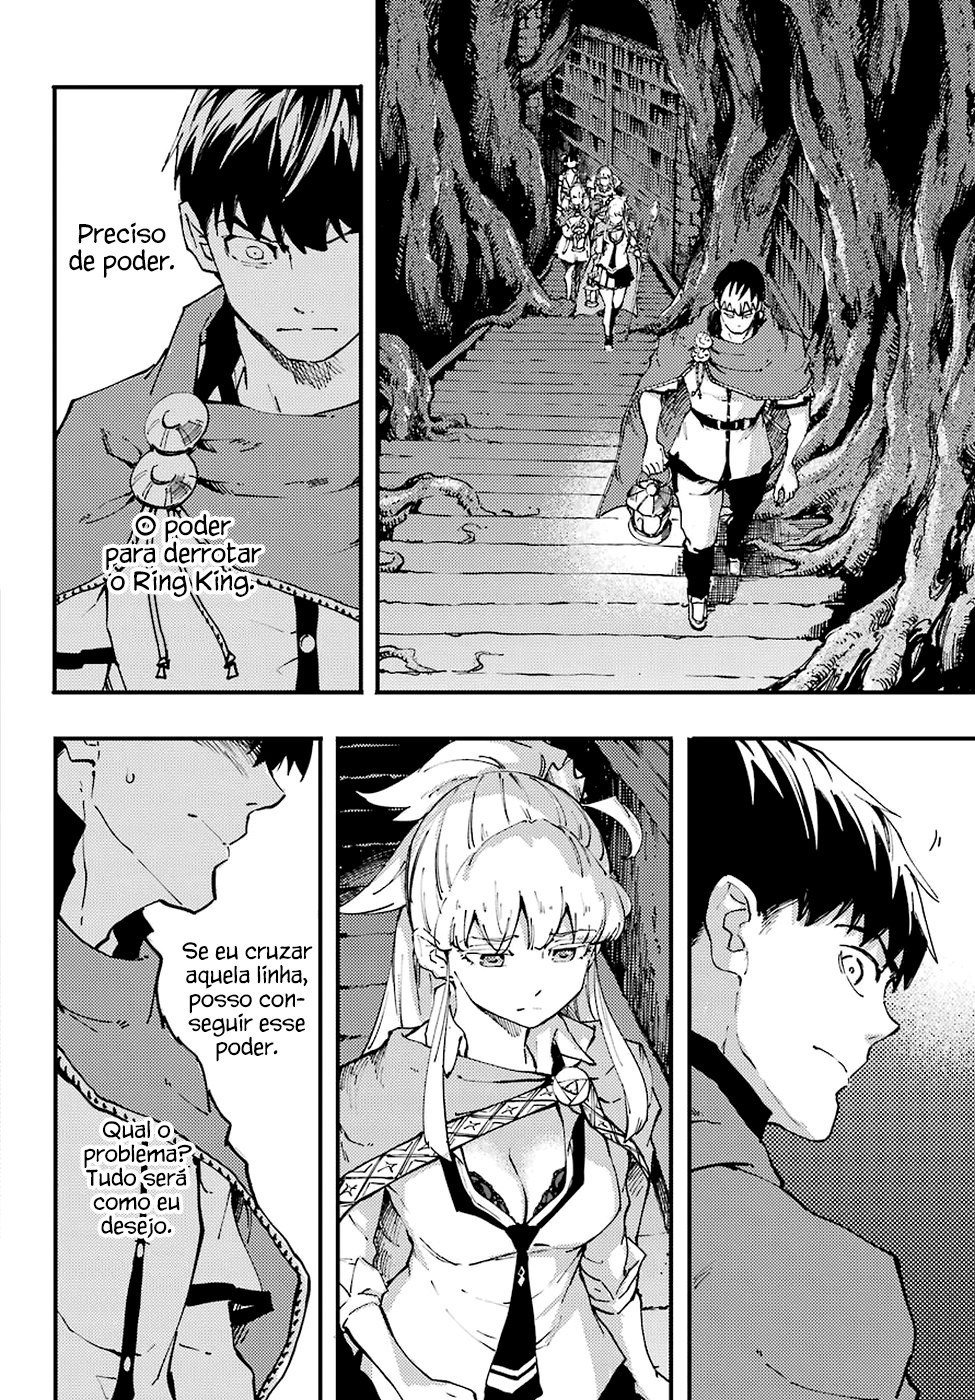 Preciso
de poder.
O poder
para derrotar
o Ring King.
Se eu cruzar
aquela linha,
posso con-
seguir esse
poder.
Qual o
problema?
Tudo será
como eu
desejo.